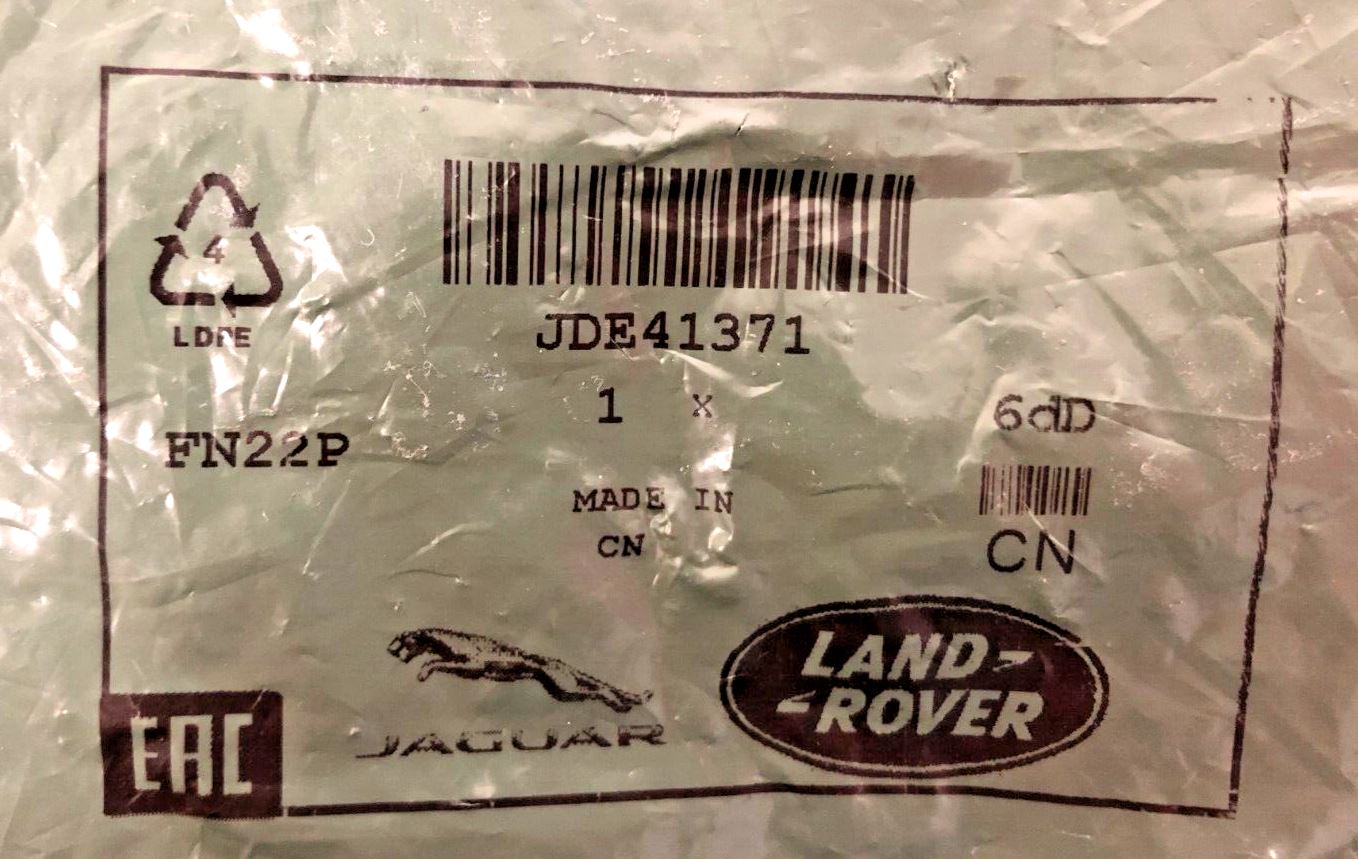 JDE41371
4
LDPE
1 x
6dD
FN22P
MADE IN
CN
CN
JAGUAR
LAND-
-ROVER
EAC